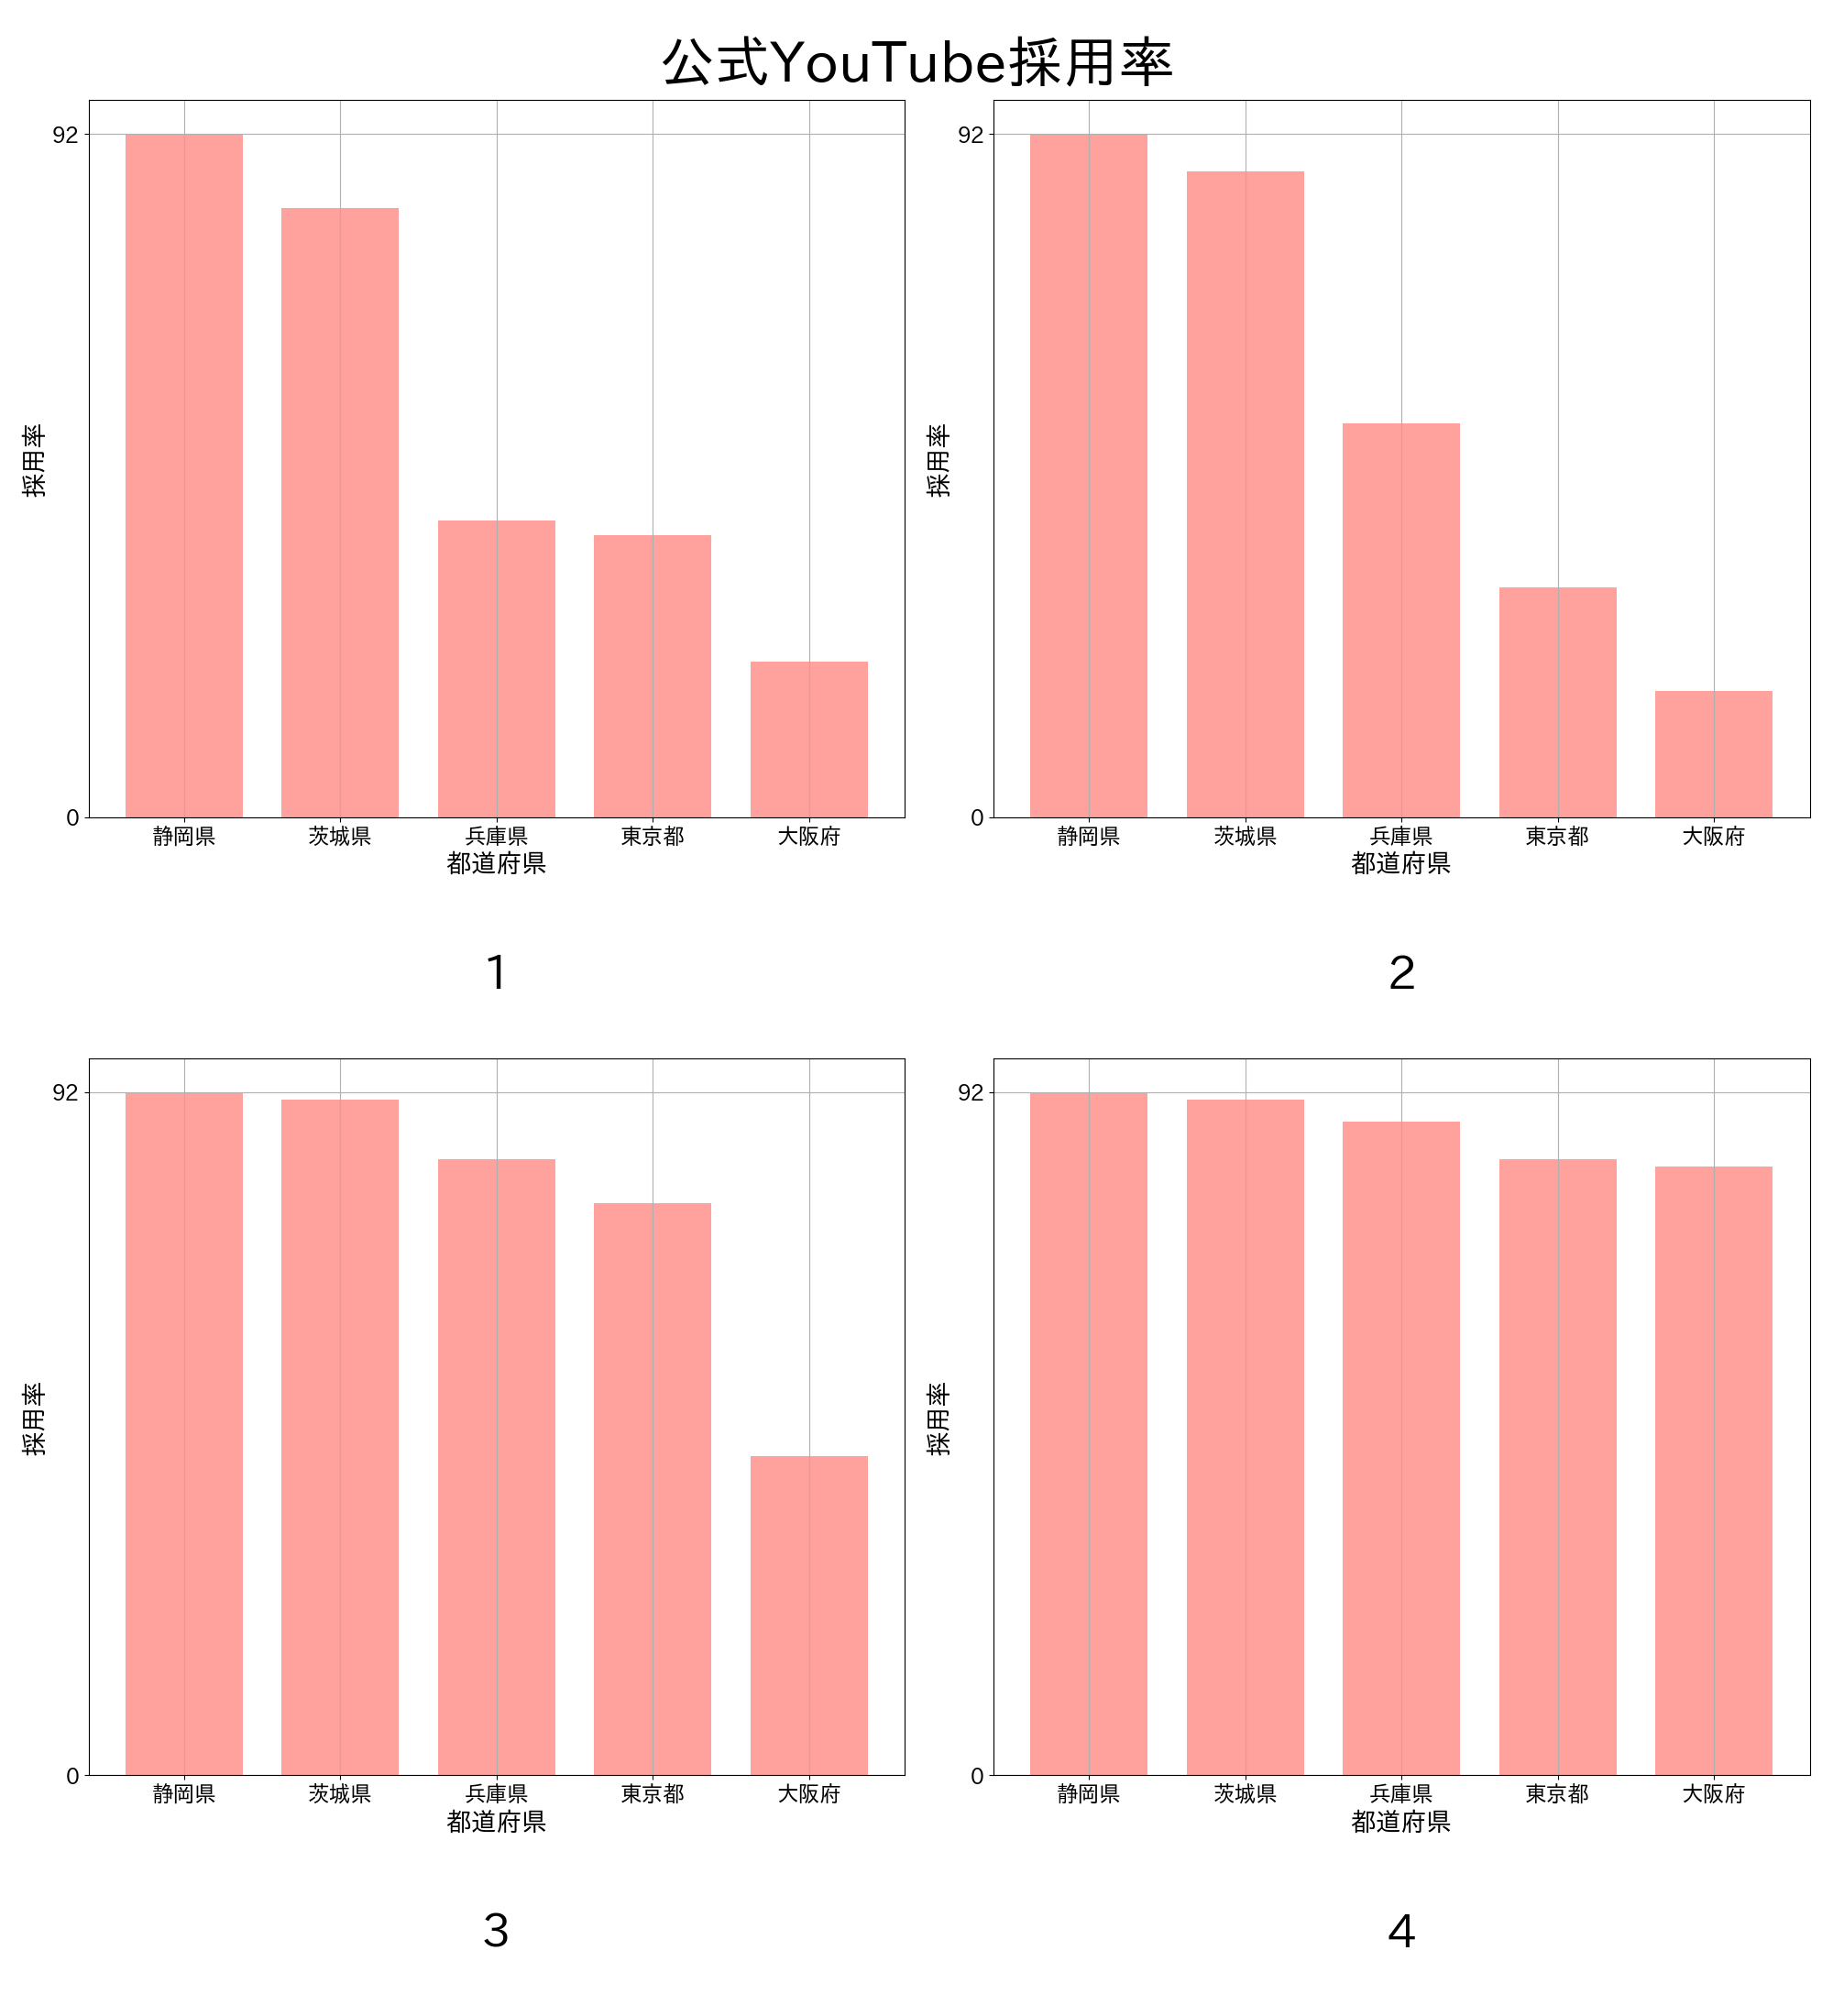 公式YouTube採用率
92
採用率
0
静岡県 茨城県 兵庫県 東京都 大阪府
都道府県
1
92
採用率
0
静岡県 茨城県 兵庫県 東京都 大阪府
都道府県
2
92
採用率
0
静岡県 茨城県 兵庫県 東京都 大阪府
都道府県
3
92
採用率
0
静岡県 茨城県 兵庫県 東京都 大阪府
都道府県
4